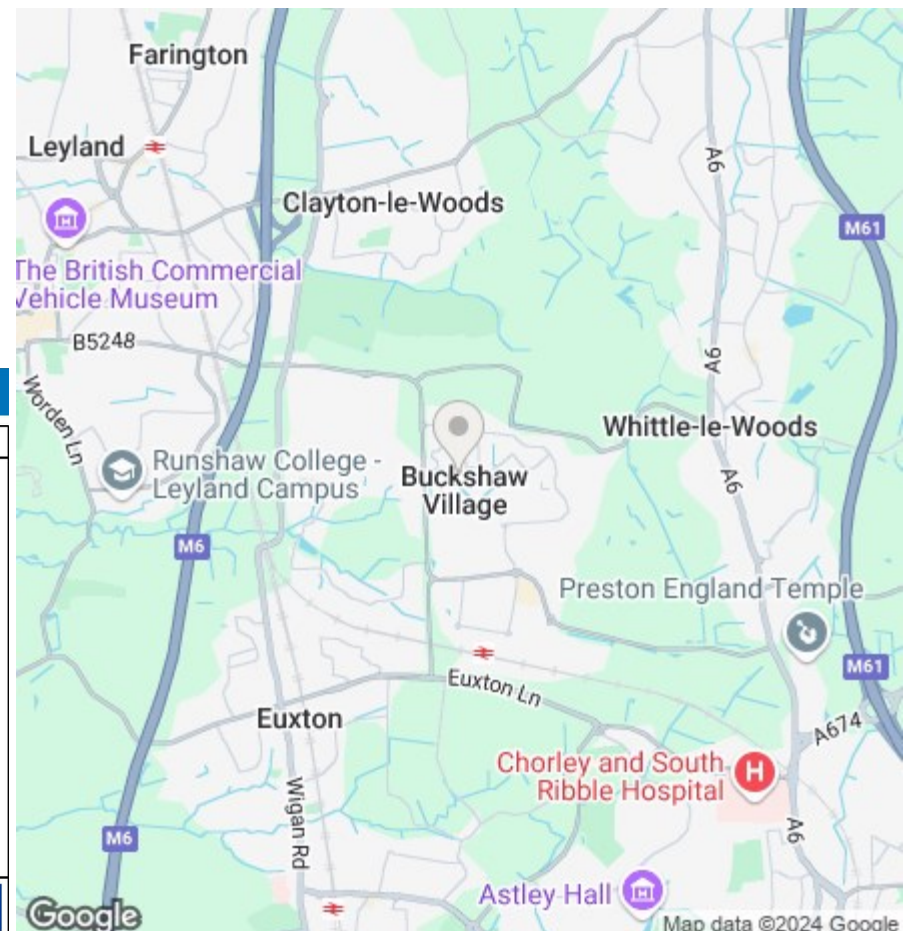 Farington
Leyland
Clayton-le-Woods
A6
M61
The British Commercial
Vehicle Museum
B5248
A6
Worden Ln
Whittle-le-Woods
Runshaw College -
Leyland Campus
Buckshaw
Village
A6
M6
Preston England Temple
M61
Euxton Ln
Euxton
A674
Chorley and South
Ribble Hospital
H
Wigan Rd
M6
A6
Astley Hall
Google
Map data ©2024 Google